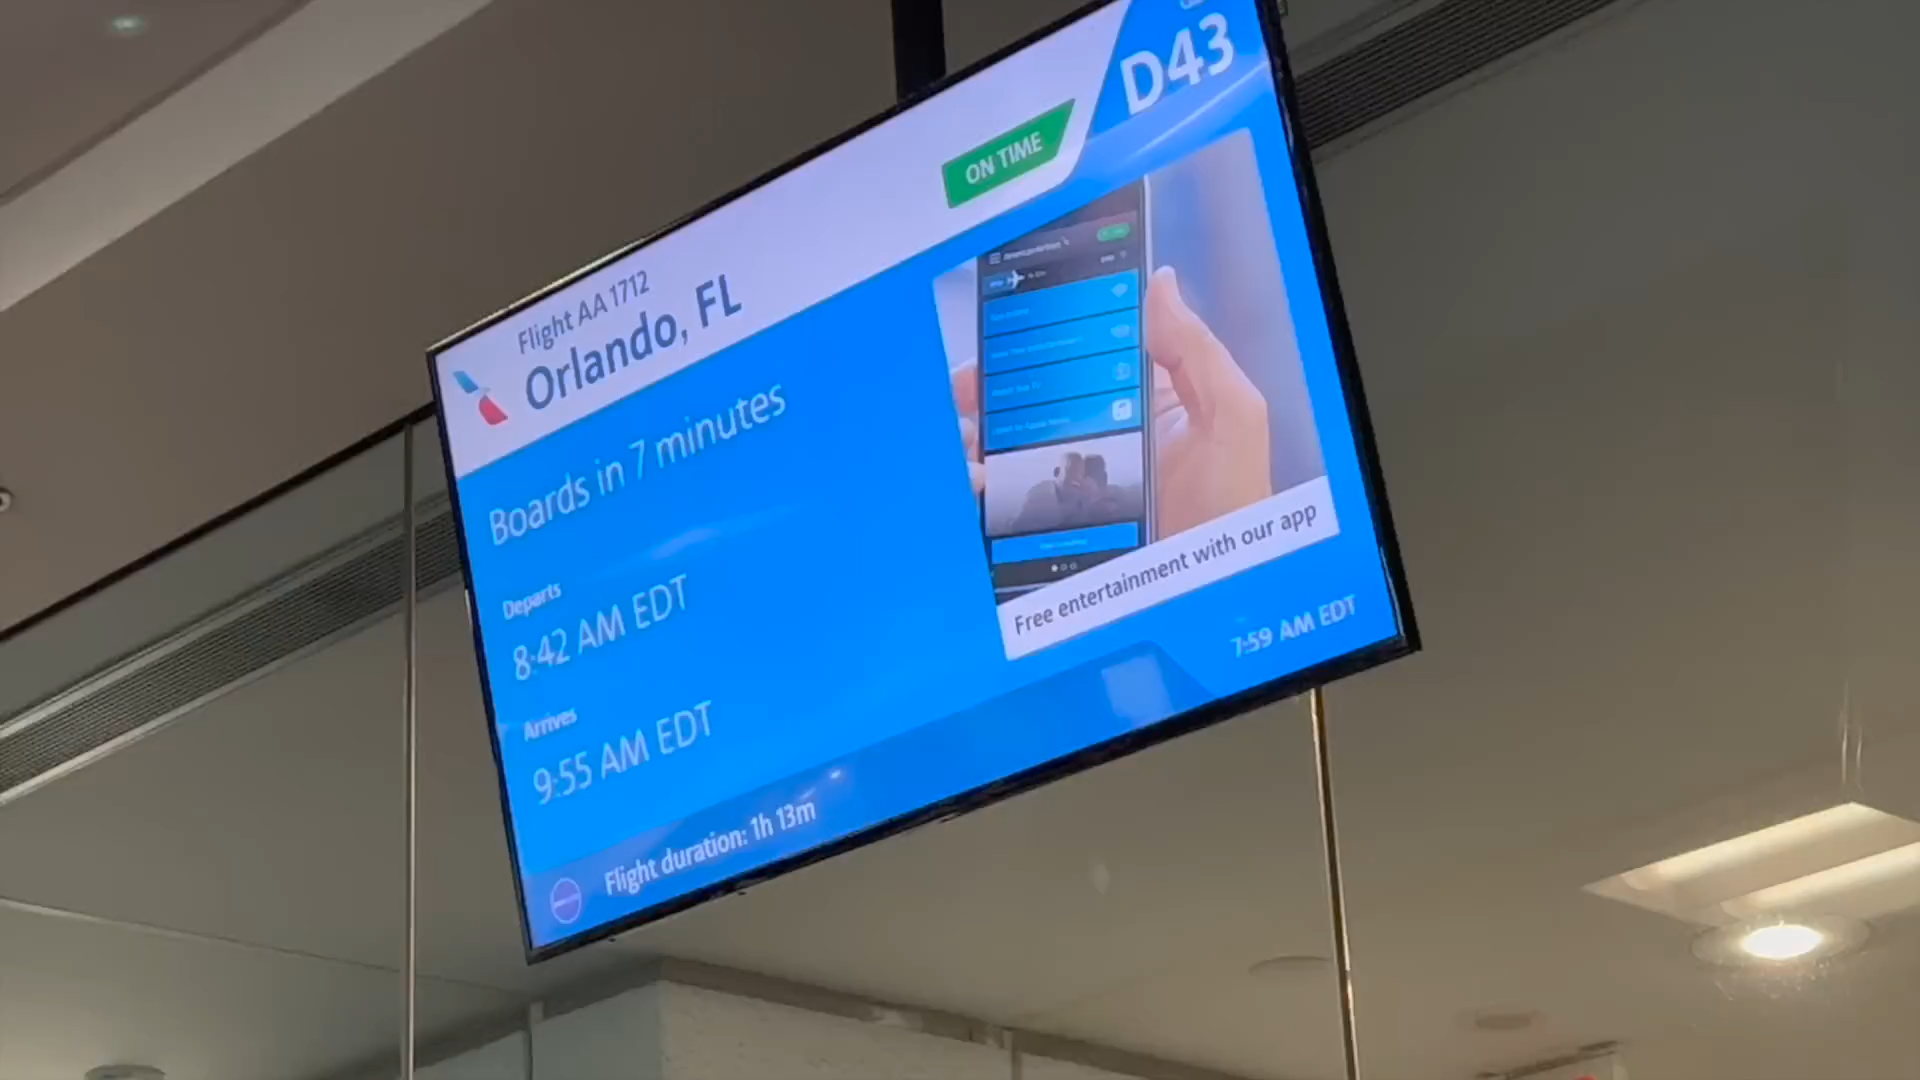 D43
ON TIME
Flight AA 1712
Orlando, FL
Boards in 7 minutes
Departs
8:42 AM EDT
Arrives
9:55 AM EDT
Free entertainment with our app
7:59 AM EDT
Flight duration: 1h 13m